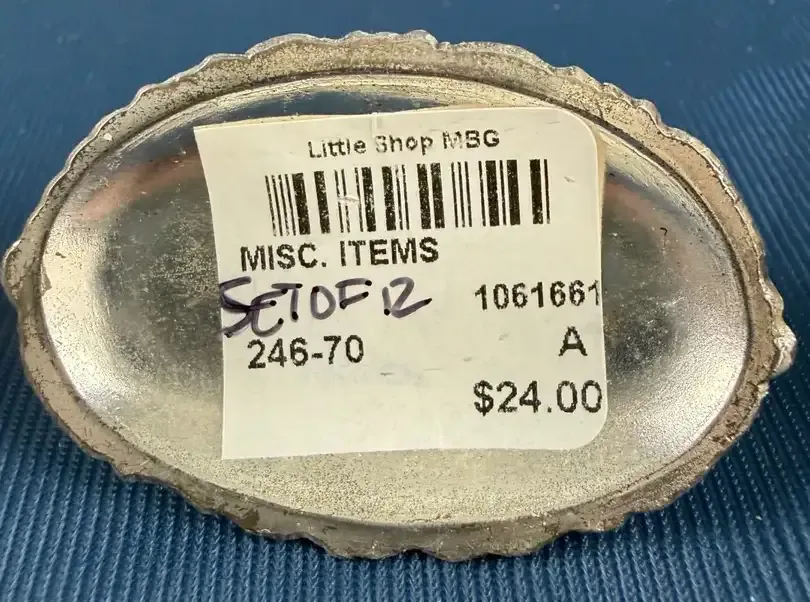 Little Shop MBG
MISC. ITEMS
SET OF 12
1061661
246-70
A
$24.00